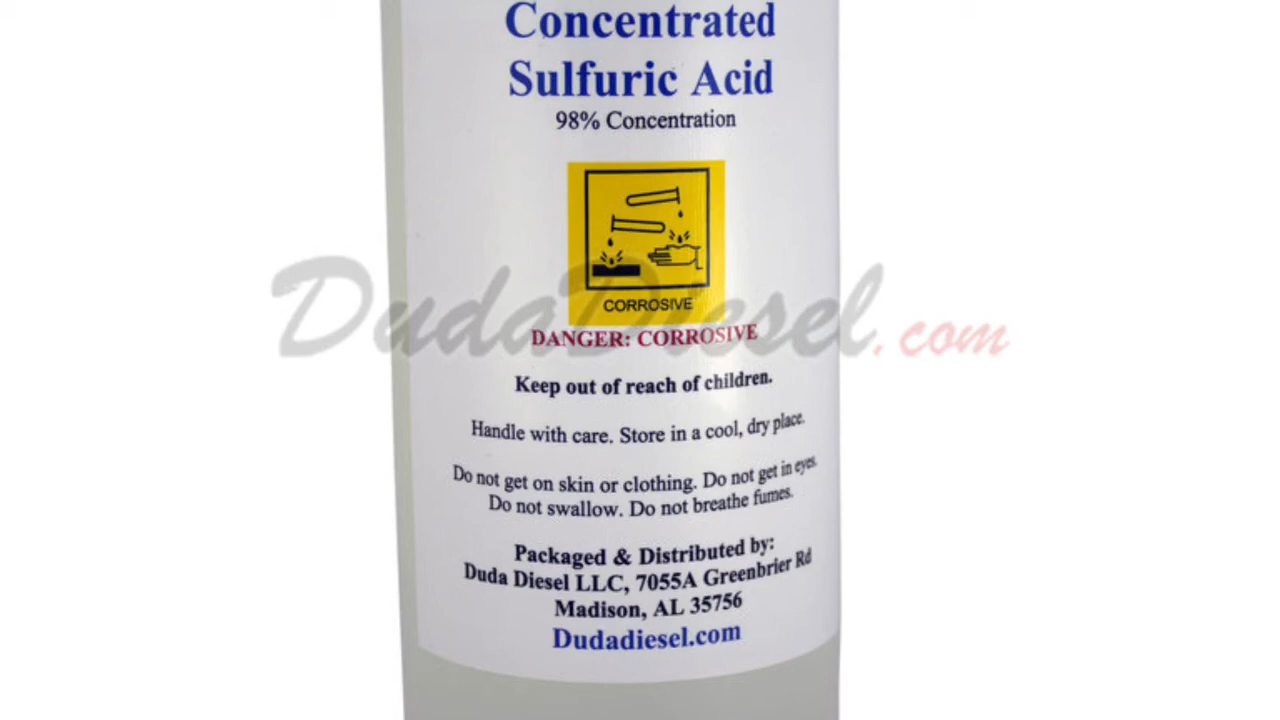 Concentrated
Sulfuric Acid
98% Concentration
CORROSIVE
DudaDiesel.com
DANGER: CORROSIVE
Keep out of reach of children.
Handle with care. Store in a cool, dry place.
Do not get on skin or clothing. Do not get in eyes.
Do not swallow. Do not breathe fumes.
Packaged & Distributed by:
Duda Diesel LLC, 7055A Greenbrier Rd
Madison, AL 35756
Dudadiesel.com